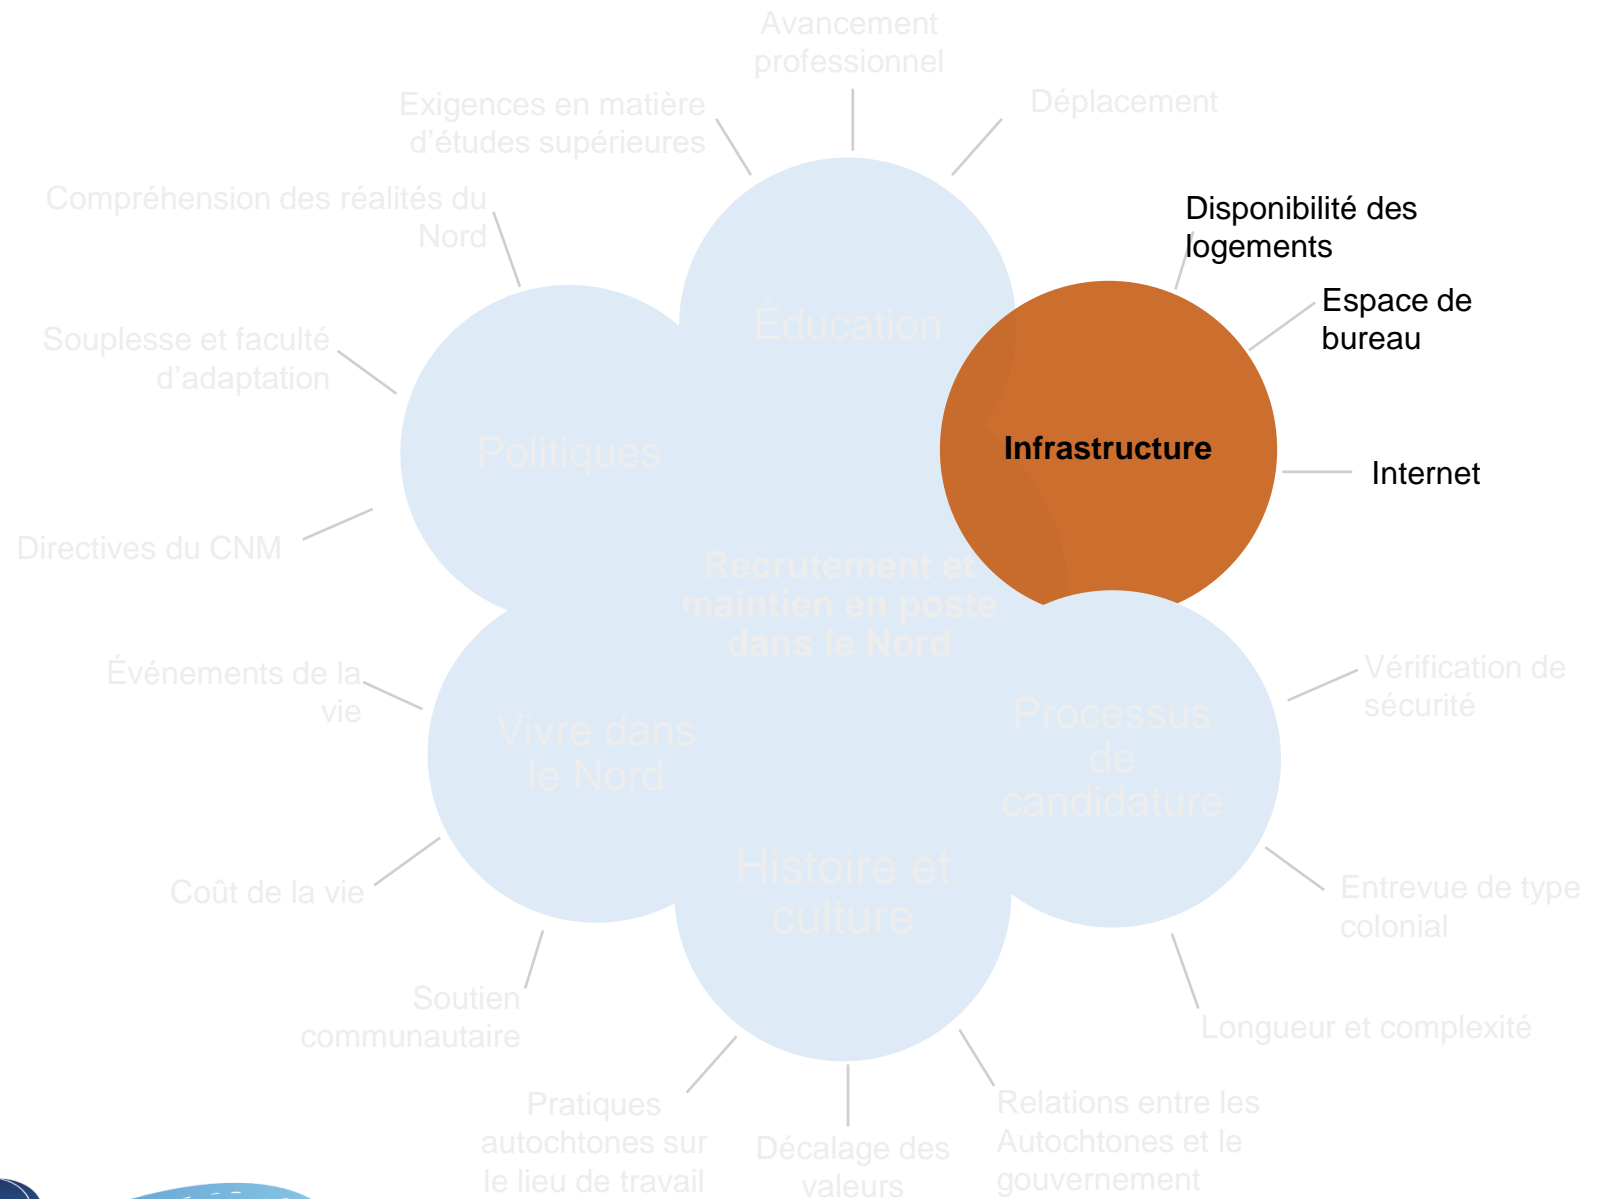 Avancement
professionnel
Exigences en matière
d’études supérieures
Déplacement
Compréhension des réalités du
Nord
Disponibilité des
logements
Espace de
bureau
Éducation
Souplesse et faculté
d’adaptation
Politiques
Infrastructure
Internet
Directives du CNM
Recrutement et
maintien en poste
dans le Nord
Événements de la
vie
Vivre dans
le Nord
Processus
de
candidature
Vérification de
sécurité
Histoire et
culture
Coût de la vie
Entrevue de type
colonial
Soutien
communautaire
Longueur et complexité
Pratiques
autochtones sur
le lieu de travail
Décalage des
valeurs
Relations entre les
Autochtones et le
gouvernement